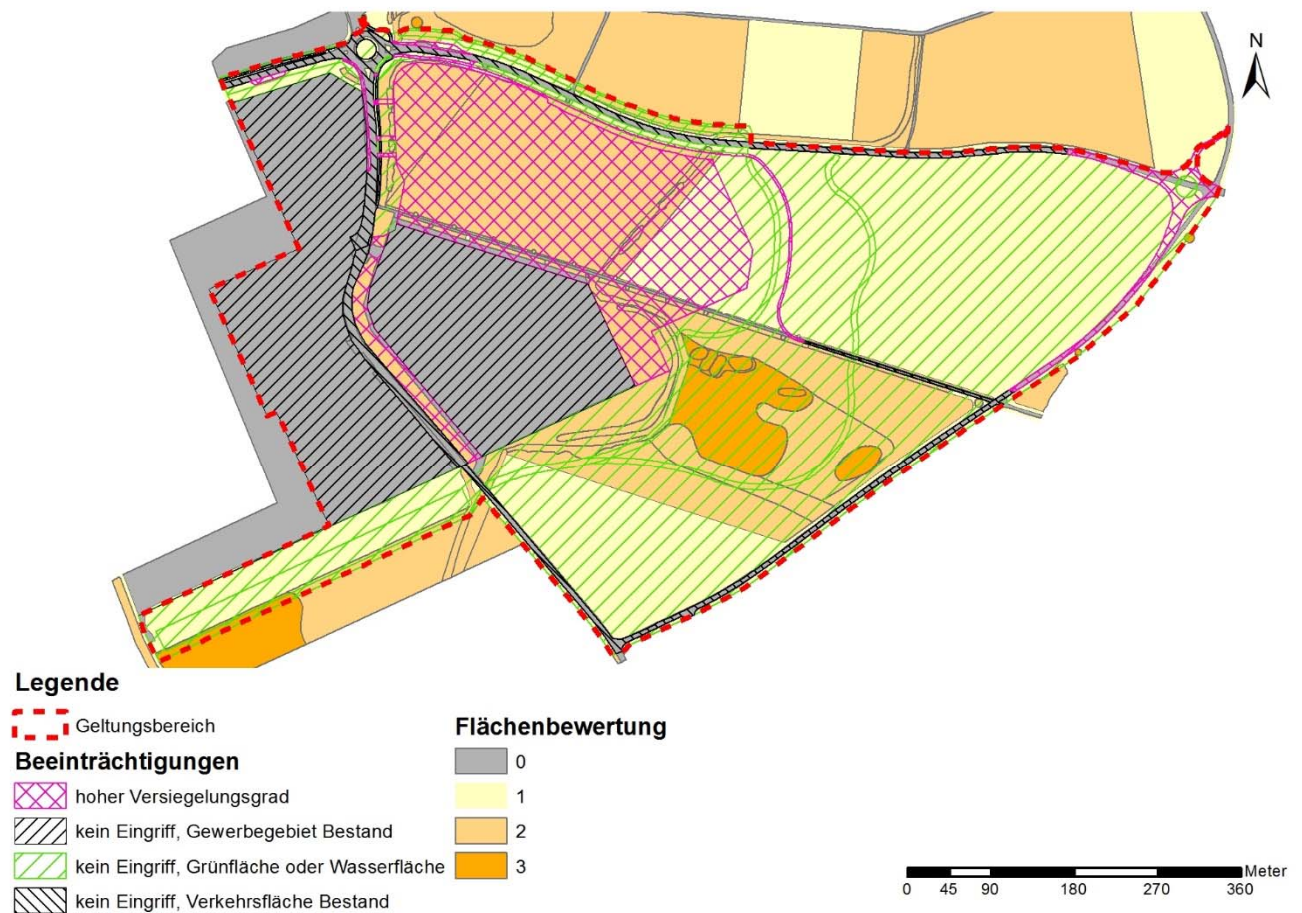 N
Legende
Geltungsbereich
Beeinträchtigungen
hoher Versiegelungsgrad
kein Eingriff, Gewerbegebiet Bestand
kein Eingriff, Grünfläche oder Wasserfläche
kein Eingriff, Verkehrsfläche Bestand
Flächenbewertung
0
1
2
3
Meter
0 45 90 180 270 360